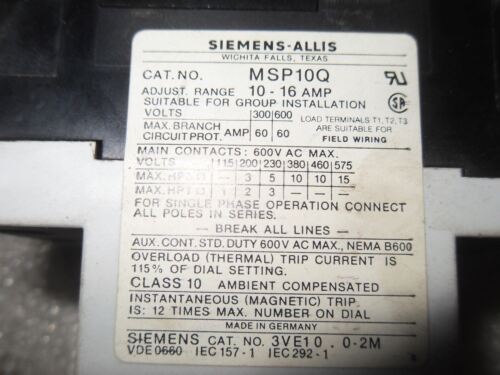 SIEMENS-ALLIS
WICHITA FALLS, TEXAS
CAT. NO. MSP10Q
ADJUST. RANGE 10 - 16 AMP
SUITABLE FOR GROUP INSTALLATION
VOLTS 300 600
MAX. BRANCH CIRCUIT PROT. AMP 60 60
LOAD TERMINALS T1, T2, T3
ARE SUITABLE FOR
FIELD WIRING
MAIN CONTACTS: 600V AC MAX.
VOLTS 115 200 230 380 460 575
MAX. HP 3 Ø — 3 5 10 10 15
MAX. HP 1 Ø 1 2 3 — — —
FOR SINGLE PHASE OPERATION CONNECT
ALL POLES IN SERIES.
— BREAK ALL LINES —
AUX. CONT. STD. DUTY 600V AC MAX., NEMA B600
OVERLOAD (THERMAL) TRIP CURRENT IS
115% OF DIAL SETTING.
CLASS 10 AMBIENT COMPENSATED
INSTANTANEOUS (MAGNETIC) TRIP
IS: 12 TIMES MAX. NUMBER ON DIAL
MADE IN GERMANY
SIEMENS CAT. NO. 3VE10 . 0-2M
VDE 0660 IEC 157-1 IEC 292-1